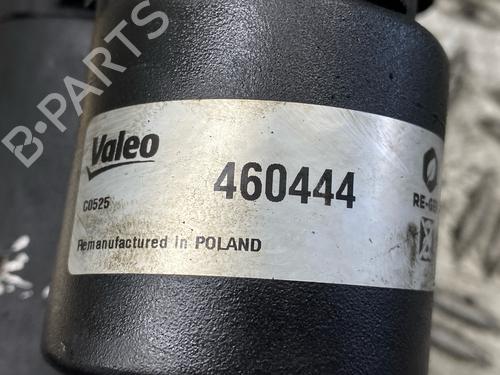 B-PARTS
Valeo
460444
C0525
Remanufactured in POLAND